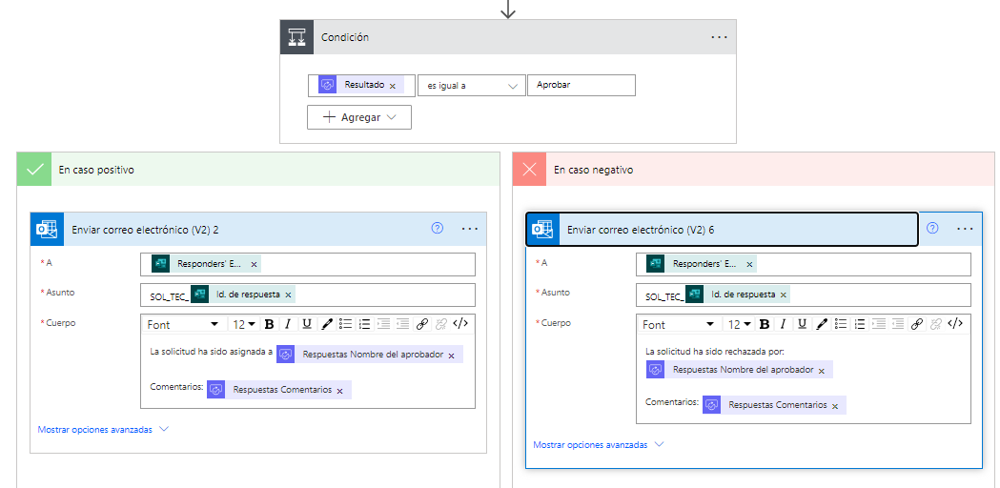 Condición
Resultado
es igual a
Aprobar
Agregar
En caso positivo
Enviar correo electrónico (V2) 2
* A
Responders' E...
* Asunto
SOL_TEC_ Id. de respuesta
* Cuerpo
Font
12
B I U
La solicitud ha sido asignada a Respuestas Nombre del aprobador
Comentarios: Respuestas Comentarios
Mostrar opciones avanzadas
En caso negativo
Enviar correo electrónico (V2) 6
* A
Responders' E...
* Asunto
SOL_TEC_ Id. de respuesta
* Cuerpo
Font
12
B I U
La solicitud ha sido rechazada por:
Respuestas Nombre del aprobador
Comentarios: Respuestas Comentarios
Mostrar opciones avanzadas